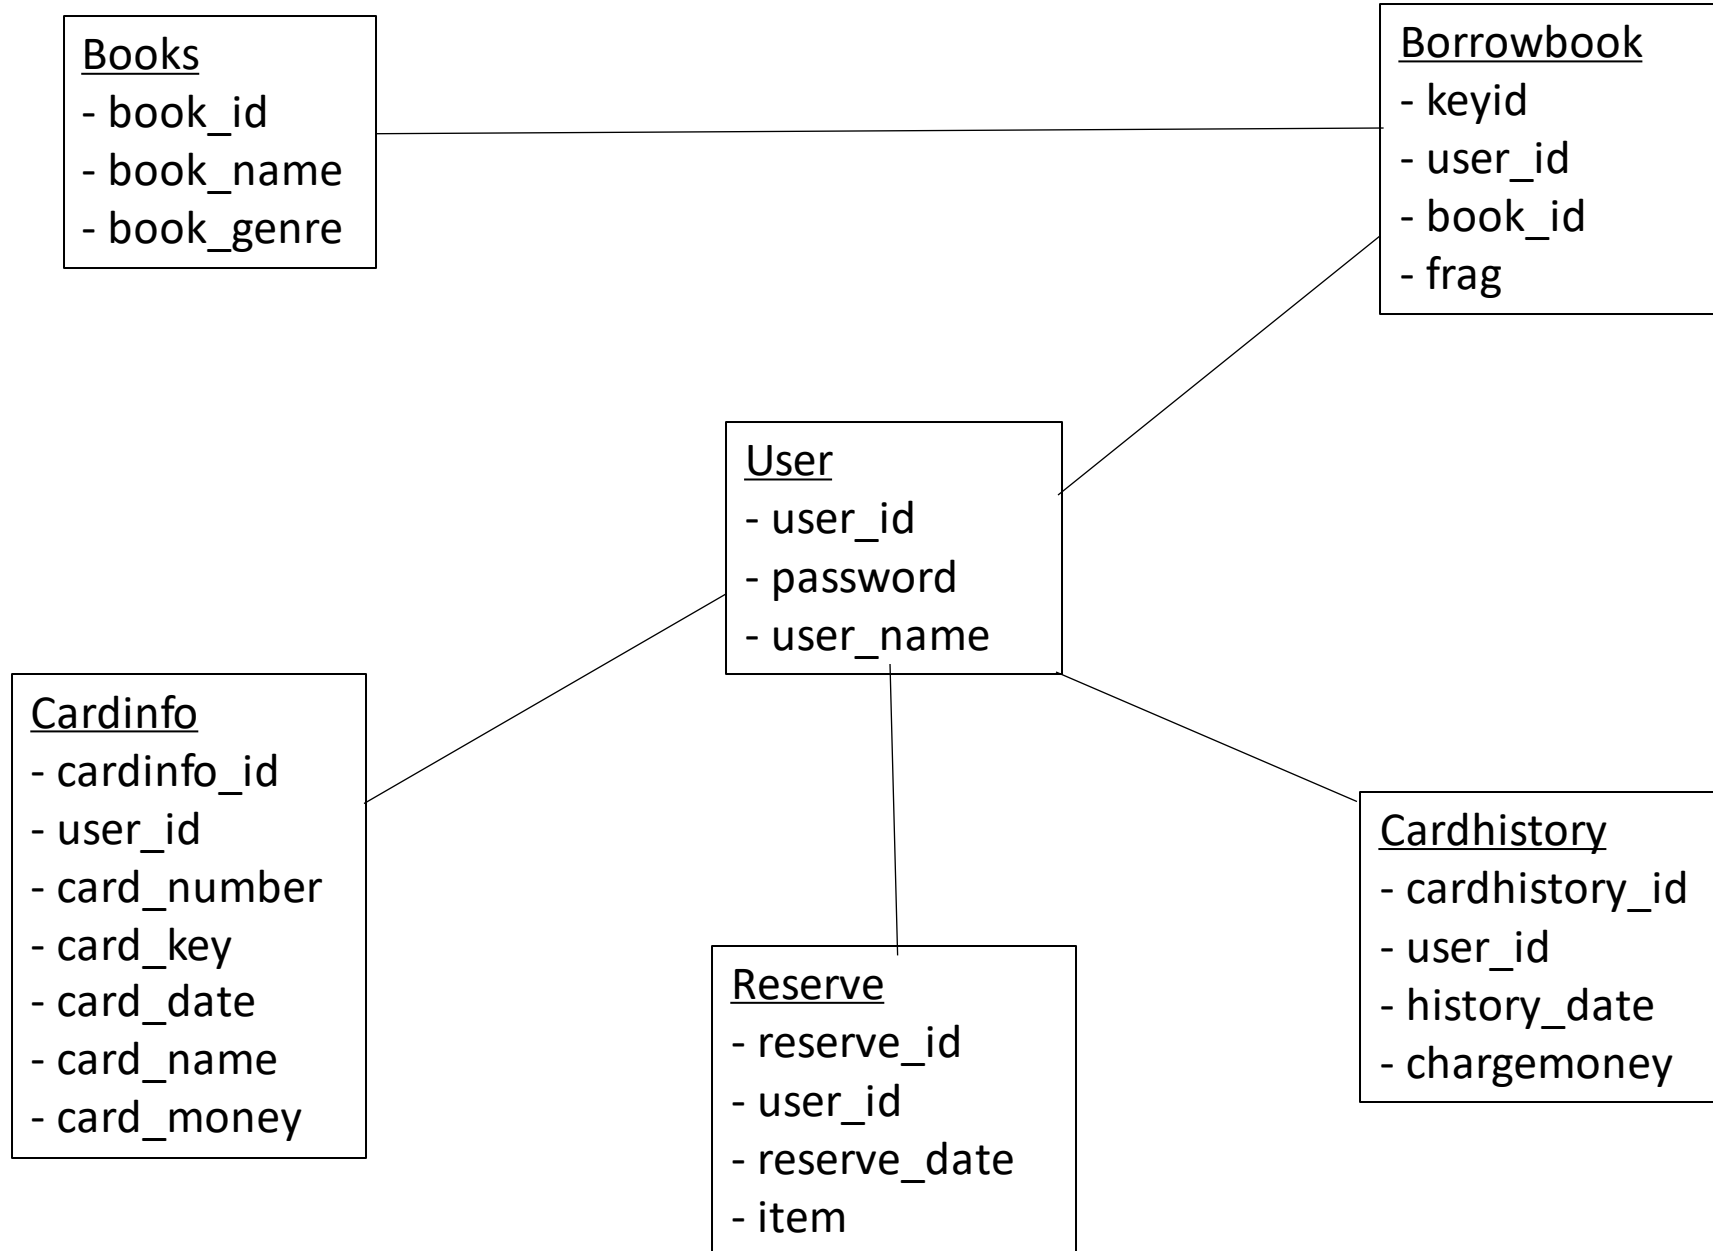 Books
- book_id
- book_name
- book_genre
Borrowbook
- keyid
- user_id
- book_id
- frag
User
- user_id
- password
- user_name
Cardinfo
- cardinfo_id
- user_id
- card_number
- card_key
- card_date
- card_name
- card_money
Reserve
- reserve_id
- user_id
- reserve_date
- item
Cardhistory
- cardhistory_id
- user_id
- history_date
- chargemoney